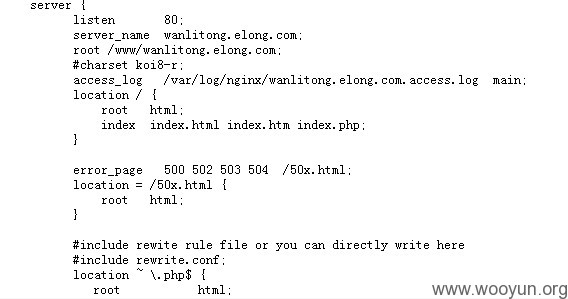 server {
listen 80;
server_name wanlitong.elong.com;
root /www/wanlitong.elong.com;
#charset koi8-r;
access_log /var/log/nginx/wanlitong.elong.com.access.log main;
location / {
root html;
index index.html index.htm index.php;
}
error_page 500 502 503 504 /50x.html;
location = /50x.html {
root html;
}
#include rewite rule file or you can directly write here
#include rewrite.conf;
location ~ \.php$ {
root html;
www.wooyun.org